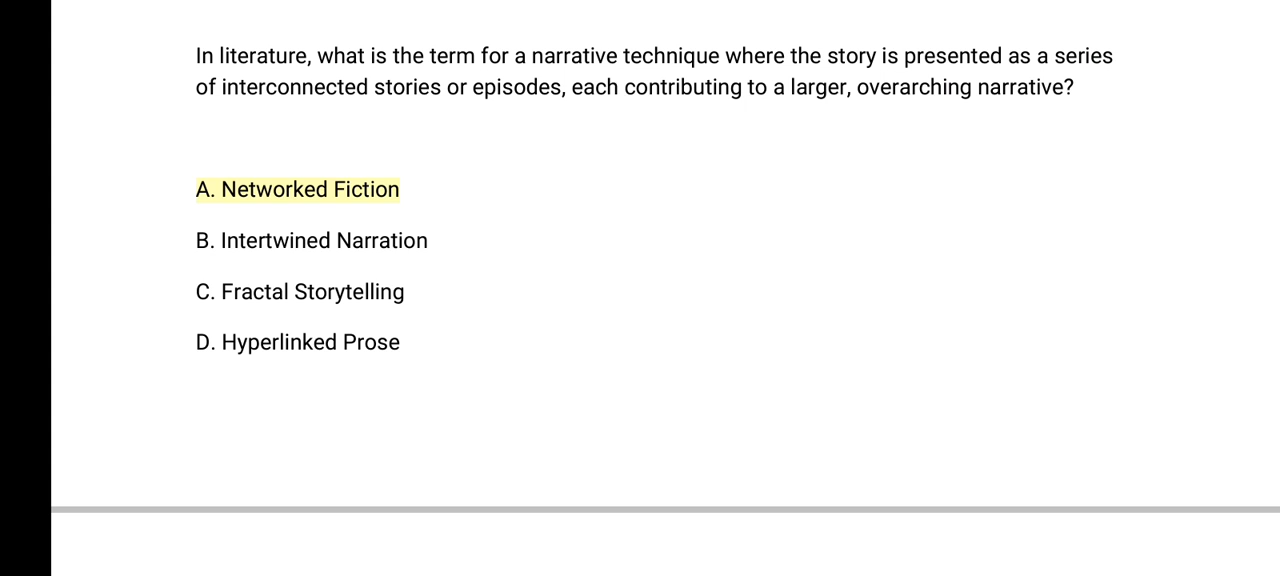 In literature, what is the term for a narrative technique where the story is presented as a series
of interconnected stories or episodes, each contributing to a larger, overarching narrative?
A. Networked Fiction
B. Intertwined Narration
C. Fractal Storytelling
D. Hyperlinked Prose